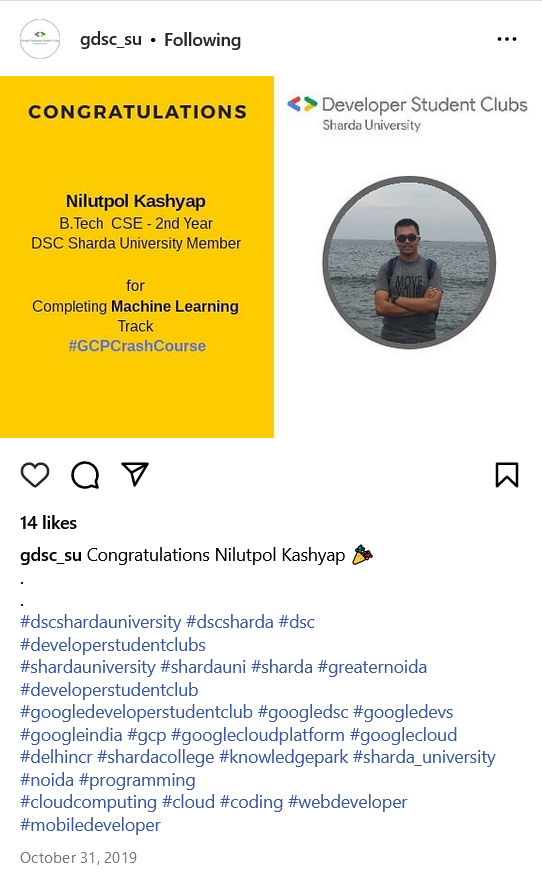 gdsc_su • Following
CONGRATULATIONS
Nilutpol Kashyap
B.Tech CSE - 2nd Year
DSC Sharda University Member
for
Completing Machine Learning
Track
#GCPCrashCourse
Developer Student Clubs
Sharda University
MOVE
14 likes
gdsc_su Congratulations Nilutpol Kashyap 🎉
.
.
#dscshardauniversity #dscsharda #dsc
#developerstudentclubs
#shardauniversity #shardauni #sharda #greaternoida
#developerstudentclub
#googledeveloperstudentclub #googledsc #googledevs
#googleindia #gcp #googlecloudplatform #googlecloud
#delhincr #shardacollege #knowledgepark #sharda_university
#noida #programming
#cloudcomputing #cloud #coding #webdeveloper
#mobiledeveloper
October 31, 2019